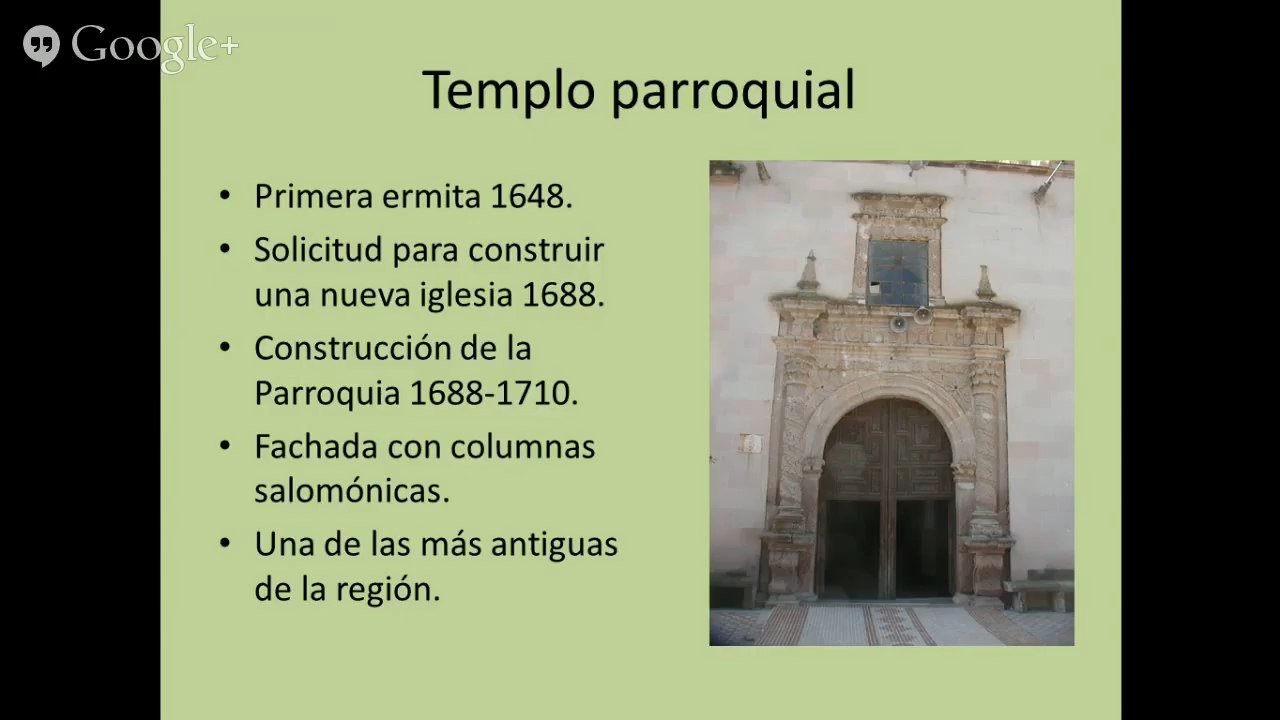 Google+
Templo parroquial
• Primera ermita 1648.
• Solicitud para construir
una nueva iglesia 1688.
• Construcción de la
Parroquia 1688-1710.
• Fachada con columnas
salomónicas.
• Una de las más antiguas
de la región.